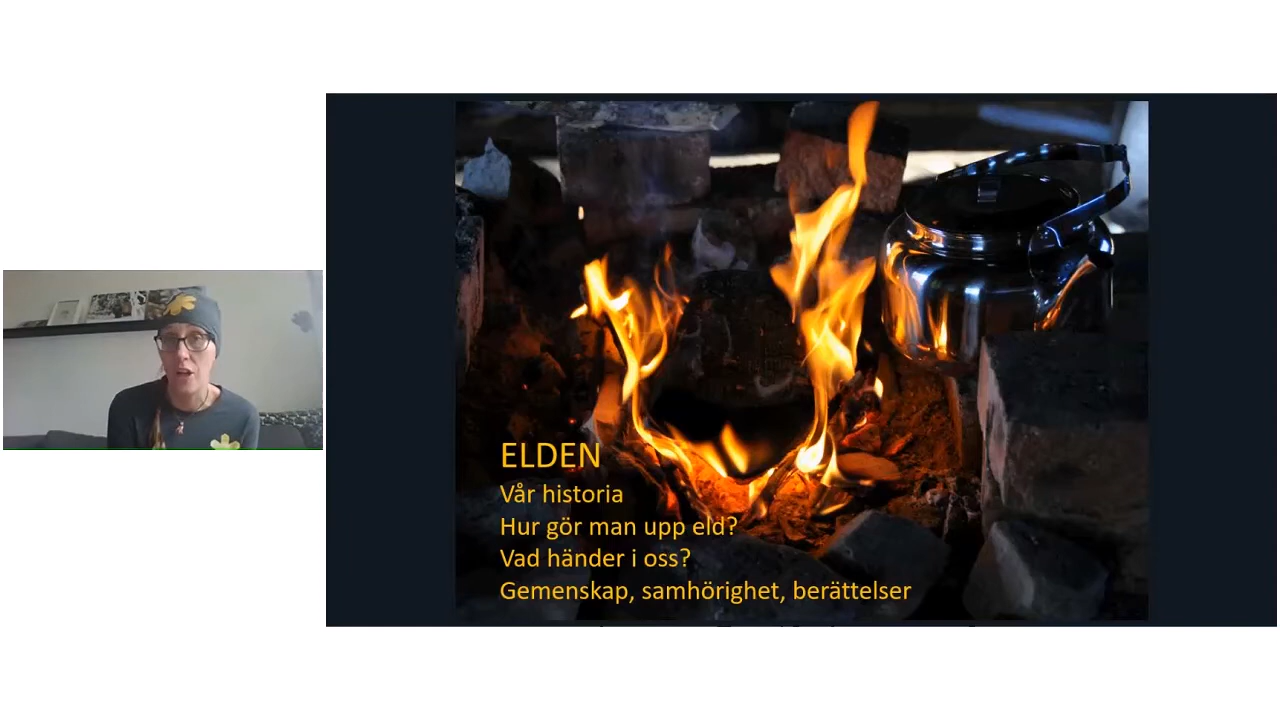 ELDEN
Vår historia
Hur gör man upp eld?
Vad händer i oss?
Gemenskap, samhörighet, berättelser